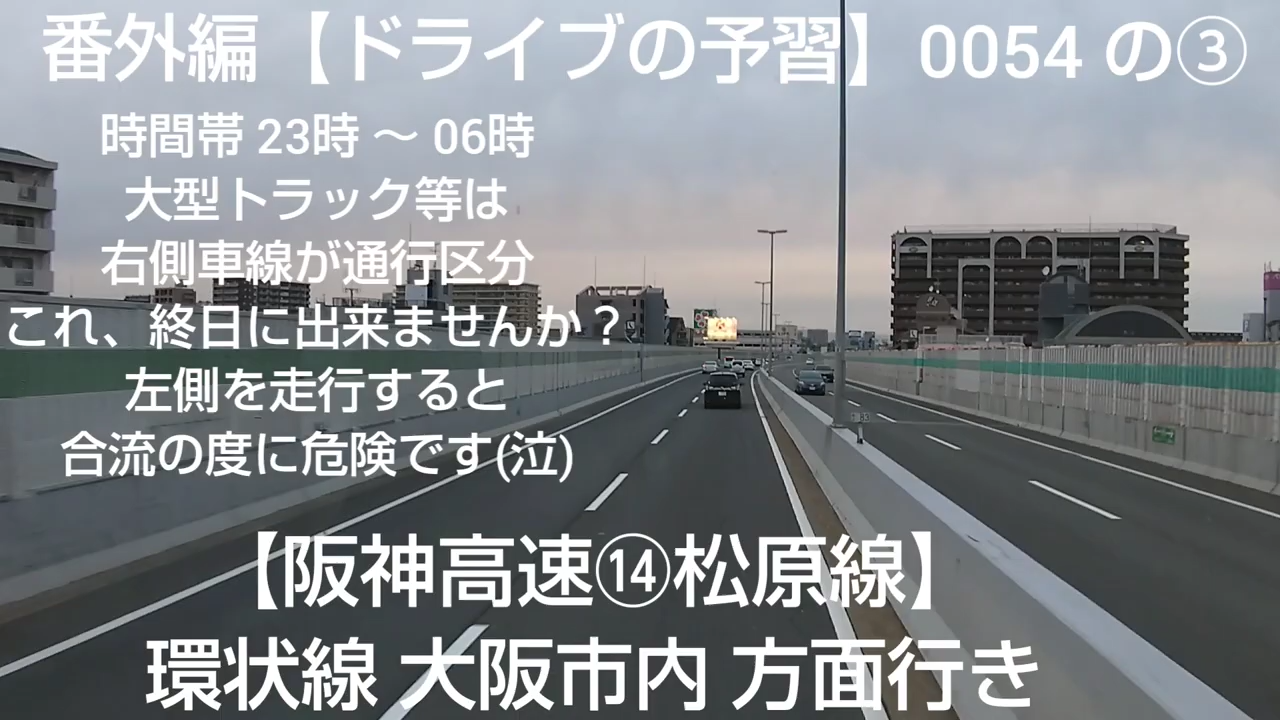 番外編【ドライブの予習】0054 の③
時間帯 23時 ～ 06時
大型トラック等は
右側車線が通行区分
これ、終日に出来ませんか？
左側を走行すると
合流の度に危険です(泣)
【阪神高速⑭松原線】
環状線 大阪市内 方面行き